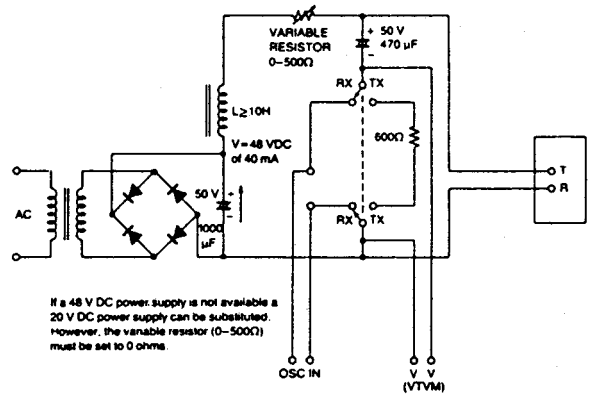 VARIABLE
RESISTOR
0–500Ω
+ 50 V
470 µF
–
RX TX
L≥10H
600Ω
V=48 VDC
of 40 mA
T
R
AC
50 V +
–
1000
µF
RX TX
If a 48 V DC power supply is not available a
20 V DC power supply can be substituted.
However, the variable resistor (0–500Ω)
must be set to 0 ohms.
OSC IN
V V
(VTVM)